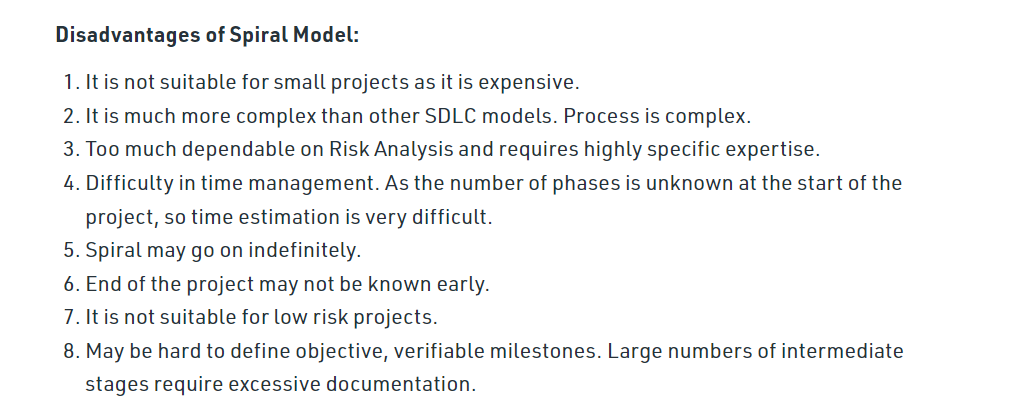 Disadvantages of Spiral Model:
1. It is not suitable for small projects as it is expensive.
2. It is much more complex than other SDLC models. Process is complex.
3. Too much dependable on Risk Analysis and requires highly specific expertise.
4. Difficulty in time management. As the number of phases is unknown at the start of the
project, so time estimation is very difficult.
5. Spiral may go on indefinitely.
6. End of the project may not be known early.
7. It is not suitable for low risk projects.
8. May be hard to define objective, verifiable milestones. Large numbers of intermediate
stages require excessive documentation.